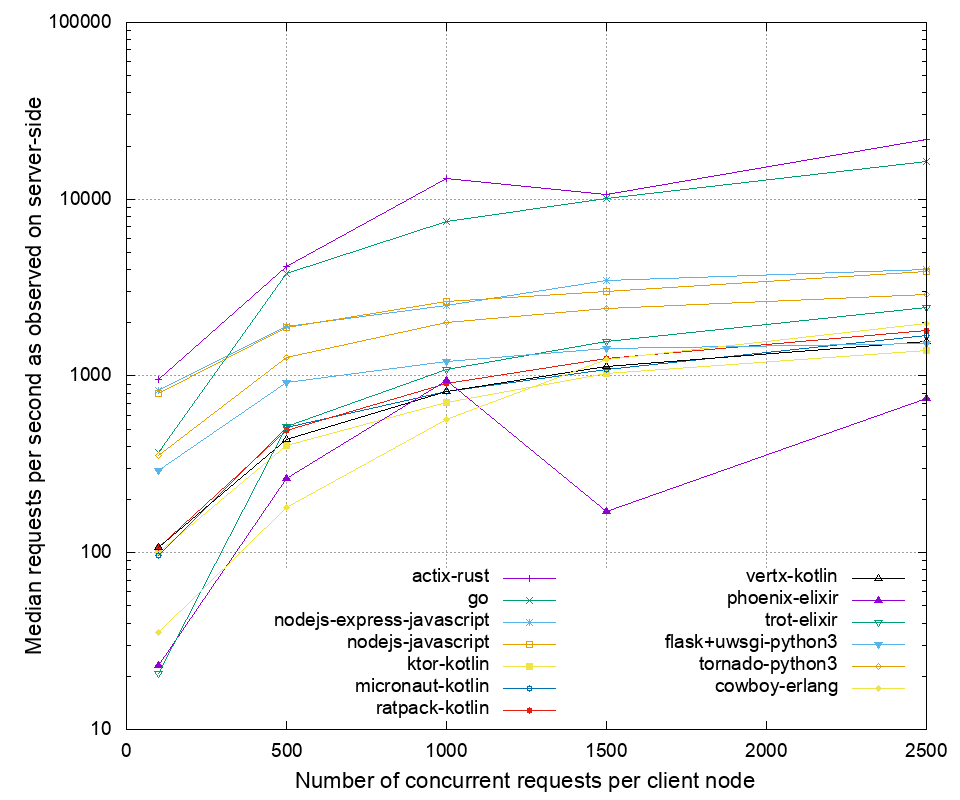 100000
10000
1000
100
10
Median requests per second as observed on server-side
actix-rust
go
nodejs-express-javascript
nodejs-javascript
ktor-kotlin
micronaut-kotlin
ratpack-kotlin
vertx-kotlin
phoenix-elixir
trot-elixir
flask+uwsgi-python3
tornado-python3
cowboy-erlang
0 500 1000 1500 2000 2500
Number of concurrent requests per client node